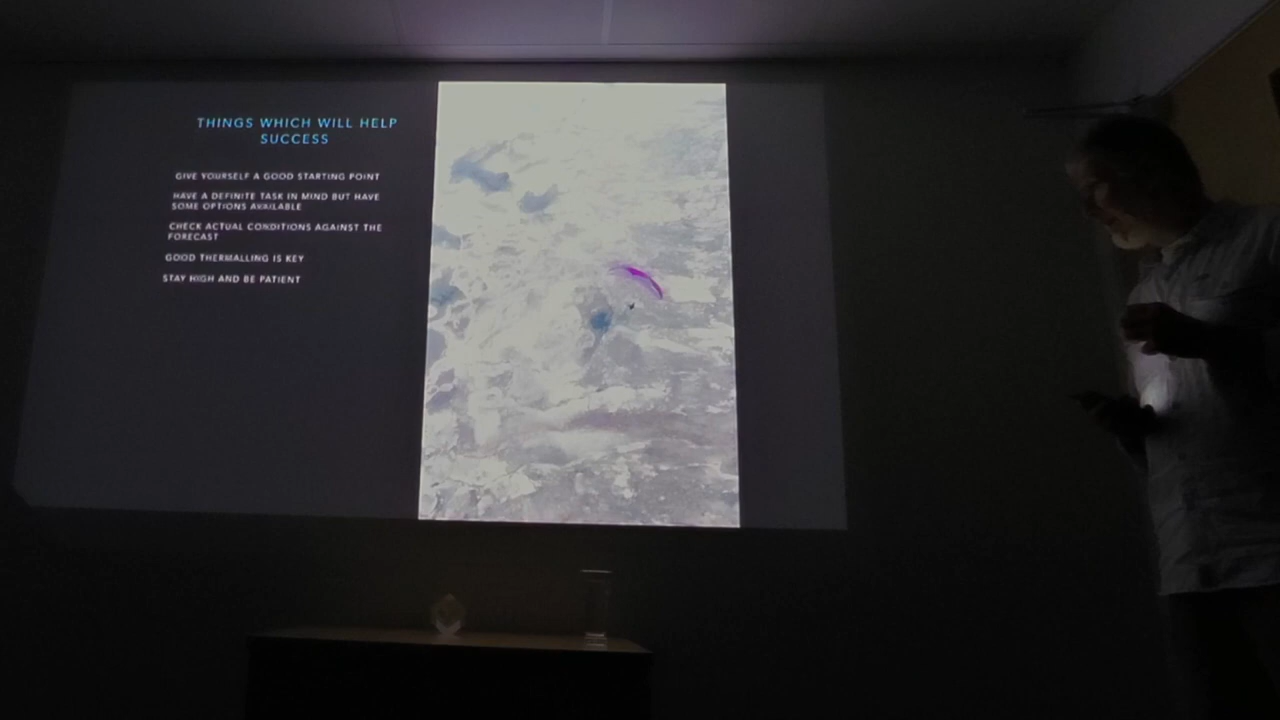 THINGS WHICH WILL HELP
SUCCESS
GIVE YOURSELF A GOOD STARTING POINT
HAVE A DEFINITE TASK IN MIND BUT HAVE
SOME OPTIONS AVAILABLE
CHECK ACTUAL CONDITIONS AGAINST THE
FORECAST
GOOD THERMALLING IS KEY
STAY HIGH AND BE PATIENT